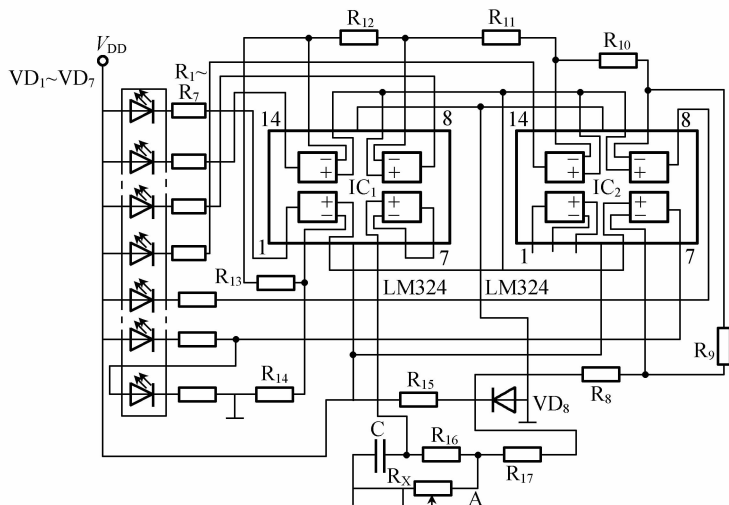 R₁₂
R₁₁
R₁₀
V_DD
VD₁~VD₇
R₁~
R₇
14
8
14
8
IC₁
IC₂
1
7
1
7
R₁₃
LM324
LM324
R₉
R₁₄
R₁₅
R₈
VD₈
C
R₁₆
R₁₇
R_X
A